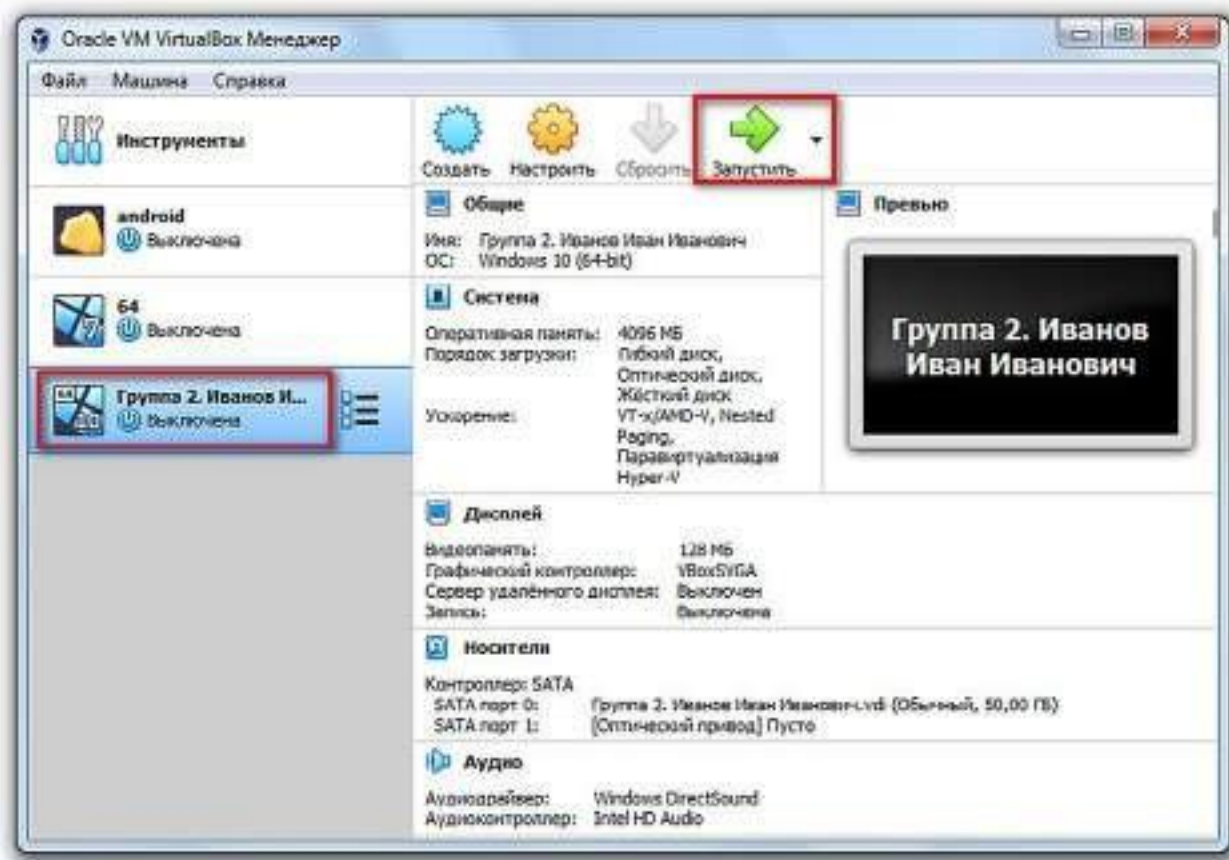 Oracle VM VirtualBox Менеджер
Файл Машина Справка
Инструменты
Создать Настроить Сбросить Запустить
android
Выключена
64
Выключена
Группа 2. Иванов И...
Выключена
Общие
Имя: Группа 2. Иванов Иван Иванович
ОС: Windows 10 (64-bit)
Превью
Группа 2. Иванов
Иван Иванович
Система
Оперативная память: 4096 МБ
Порядок загрузки: Гибкий диск,
Оптический диск,
Жёсткий диск
Ускорение: VT-x/AMD-V, Nested
Paging,
Паравиртуализация
Hyper-V
Дисплей
Видеопамять: 128 МБ
Графический контроллер: VBoxSVGA
Сервер удалённого дисплея: Выключен
Запись: Выключена
Носители
Контроллер: SATA
SATA порт 0: Группа 2. Иванов Иван Иванович.vdi (Обычный, 50,00 ГБ)
SATA порт 1: [Оптический привод] Пусто
Аудио
Аудиодрайвер: Windows DirectSound
Аудиоконтроллер: Intel HD Audio